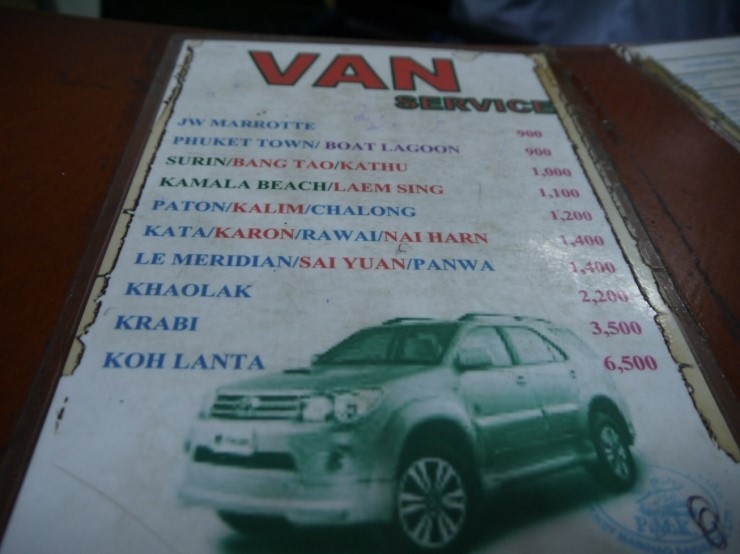 VAN
SERVICE
JW MARROTTE 900
PHUKET TOWN/ BOAT LAGOON 900
SURIN/BANG TAO/KATHU 1,000
KAMALA BEACH/LAEM SING 1,100
PATON/KALIM/CHALONG 1,200
KATA/KARON/RAWAI/NAI HARN 1,400
LE MERIDIAN/SAI YUAN/PANWA 1,400
KHAOLAK 2,200
KRABI 3,500
KOH LANTA 6,500